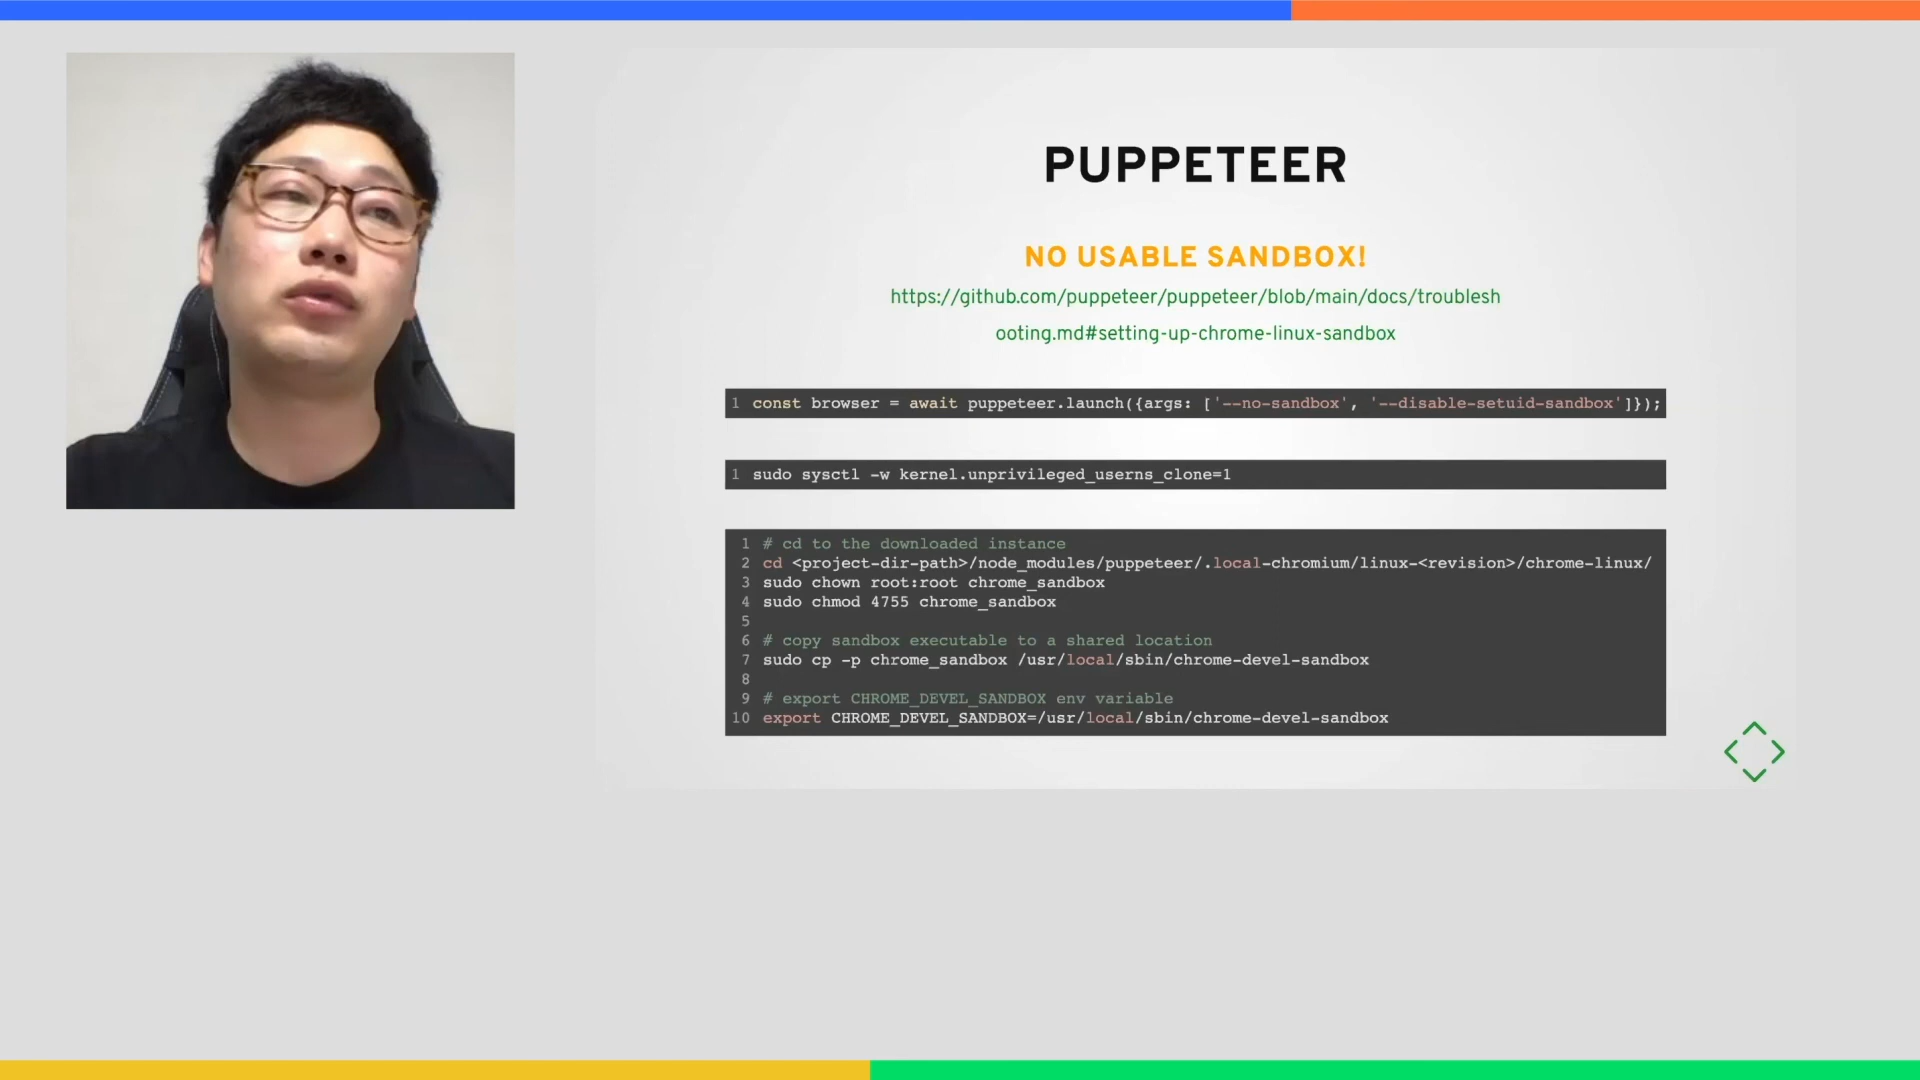 PUPPETEER
NO USABLE SANDBOX!
https://github.com/puppeteer/puppeteer/blob/main/docs/troublesh
ooting.md#setting-up-chrome-linux-sandbox
1 const browser = await puppeteer.launch({args: ['--no-sandbox', '--disable-setuid-sandbox']});
1 sudo sysctl -w kernel.unprivileged_userns_clone=1
1 # cd to the downloaded instance
2 cd <project-dir-path>/node_modules/puppeteer/.local-chromium/linux-<revision>/chrome-linux/
3 sudo chown root:root chrome_sandbox
4 sudo chmod 4755 chrome_sandbox
5
6 # copy sandbox executable to a shared location
7 sudo cp -p chrome_sandbox /usr/local/sbin/chrome-devel-sandbox
8
9 # export CHROME_DEVEL_SANDBOX env variable
10 export CHROME_DEVEL_SANDBOX=/usr/local/sbin/chrome-devel-sandbox